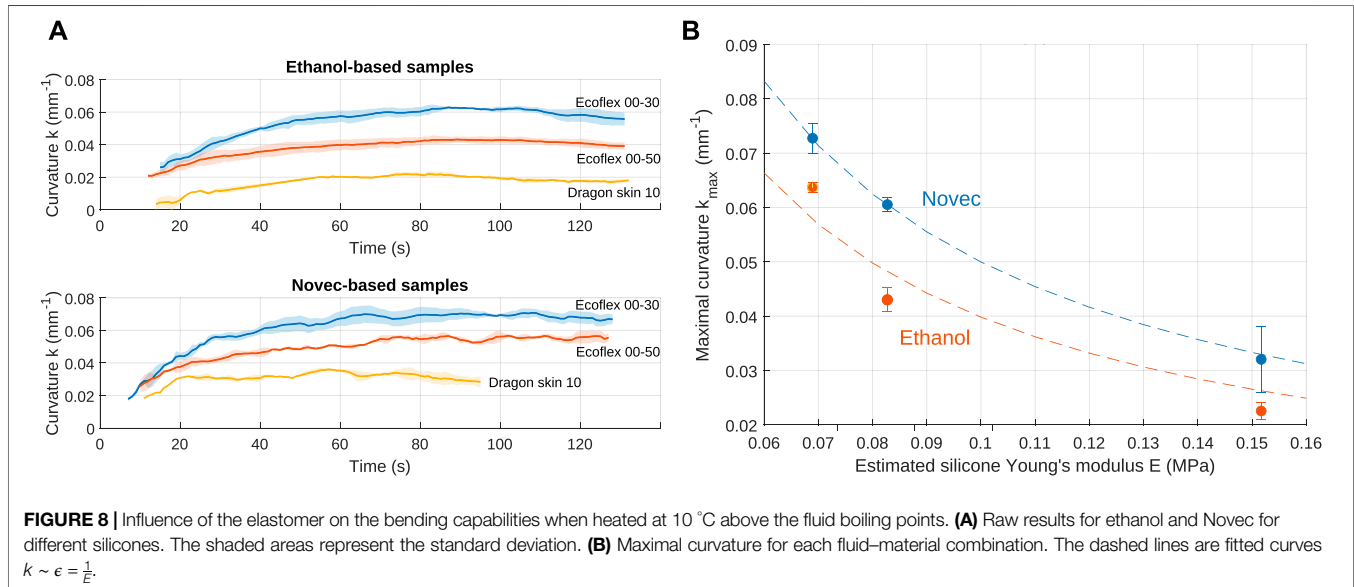 A
Ethanol-based samples
Curvature k (mm⁻¹)
0.08
0.06
0.04
0.02
0
Ecoflex 00-30
Ecoflex 00-50
Dragon skin 10
0 20 40 60 80 100 120
Time (s)
Novec-based samples
Curvature k (mm⁻¹)
0.08
0.06
0.04
0.02
0
Ecoflex 00-30
Ecoflex 00-50
Dragon skin 10
0 20 40 60 80 100 120
Time (s)
B
Maximal curvature kmax (mm⁻¹)
0.09
0.08
0.07
0.06
0.05
0.04
0.03
0.02
Novec
Ethanol
0.06 0.07 0.08 0.09 0.1 0.11 0.12 0.13 0.14 0.15 0.16
Estimated silicone Young's modulus E (MPa)
FIGURE 8 | Influence of the elastomer on the bending capabilities when heated at 10 °C above the fluid boiling points. (A) Raw results for ethanol and Novec for
different silicones. The shaded areas represent the standard deviation. (B) Maximal curvature for each fluid–material combination. The dashed lines are fitted curves
k ~ ϵ = 1/E.